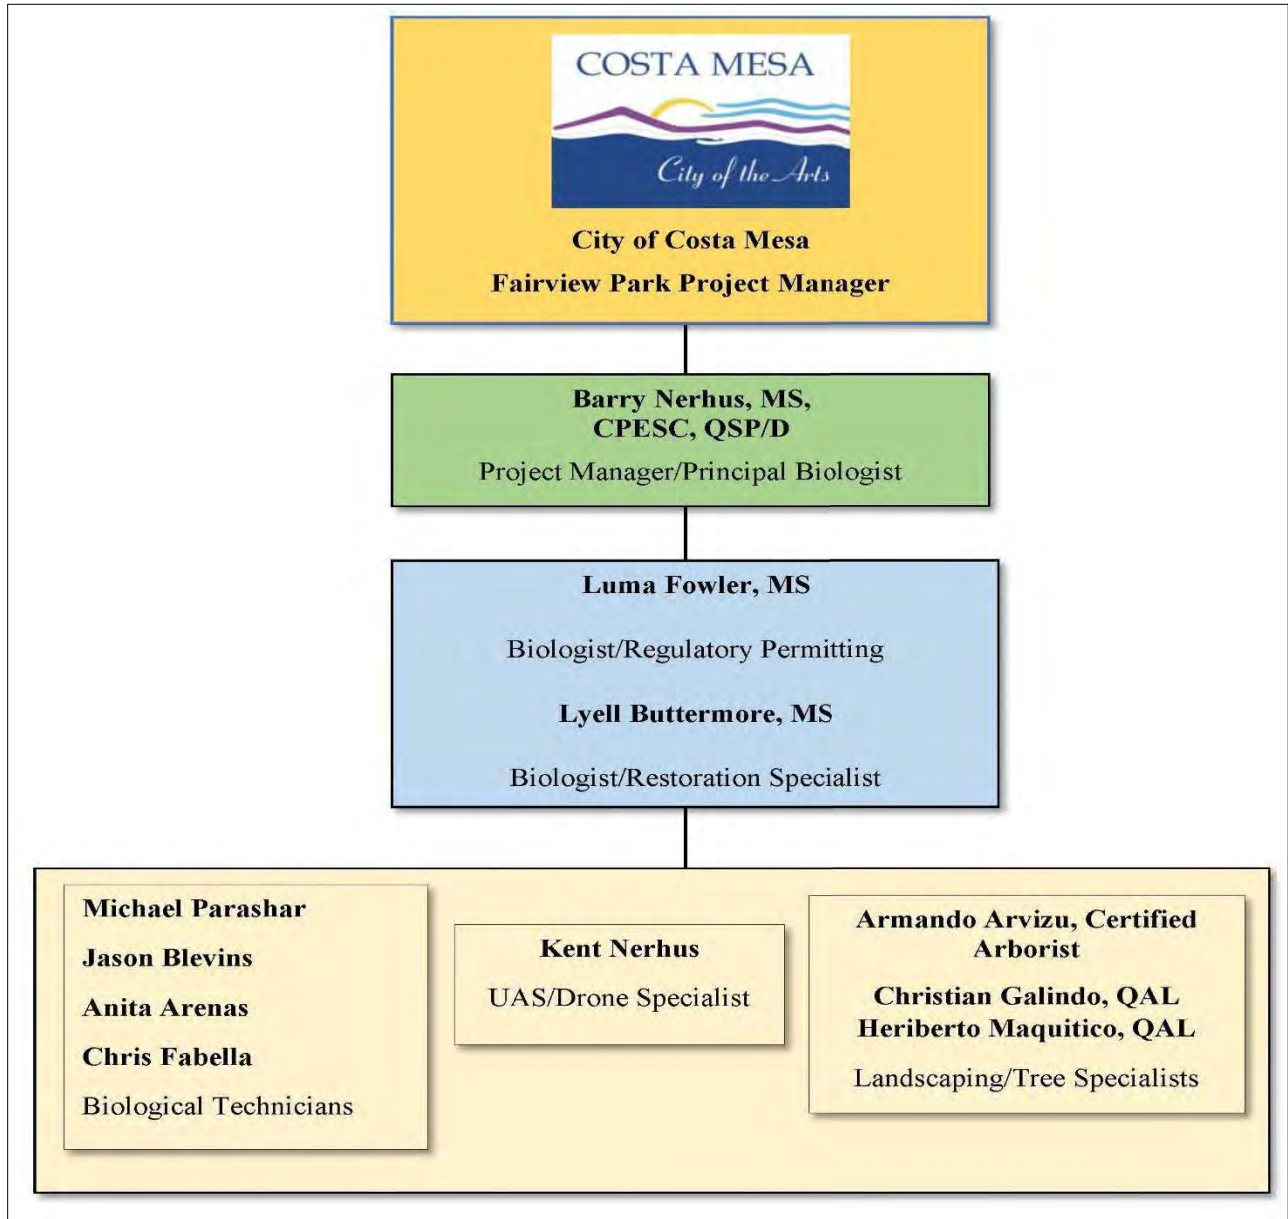 COSTA MESA
City of the Arts
City of Costa Mesa
Fairview Park Project Manager
Barry Nerhus, MS,
CPESC, QSP/D
Project Manager/Principal Biologist
Luma Fowler, MS
Biologist/Regulatory Permitting
Lyell Buttermore, MS
Biologist/Restoration Specialist
Michael Parashar
Jason Blevins
Anita Arenas
Chris Fabella
Biological Technicians
Kent Nerhus
UAS/Drone Specialist
Armando Arvizu, Certified
Arborist
Christian Galindo, QAL
Heriberto Maquitico, QAL
Landscaping/Tree Specialists